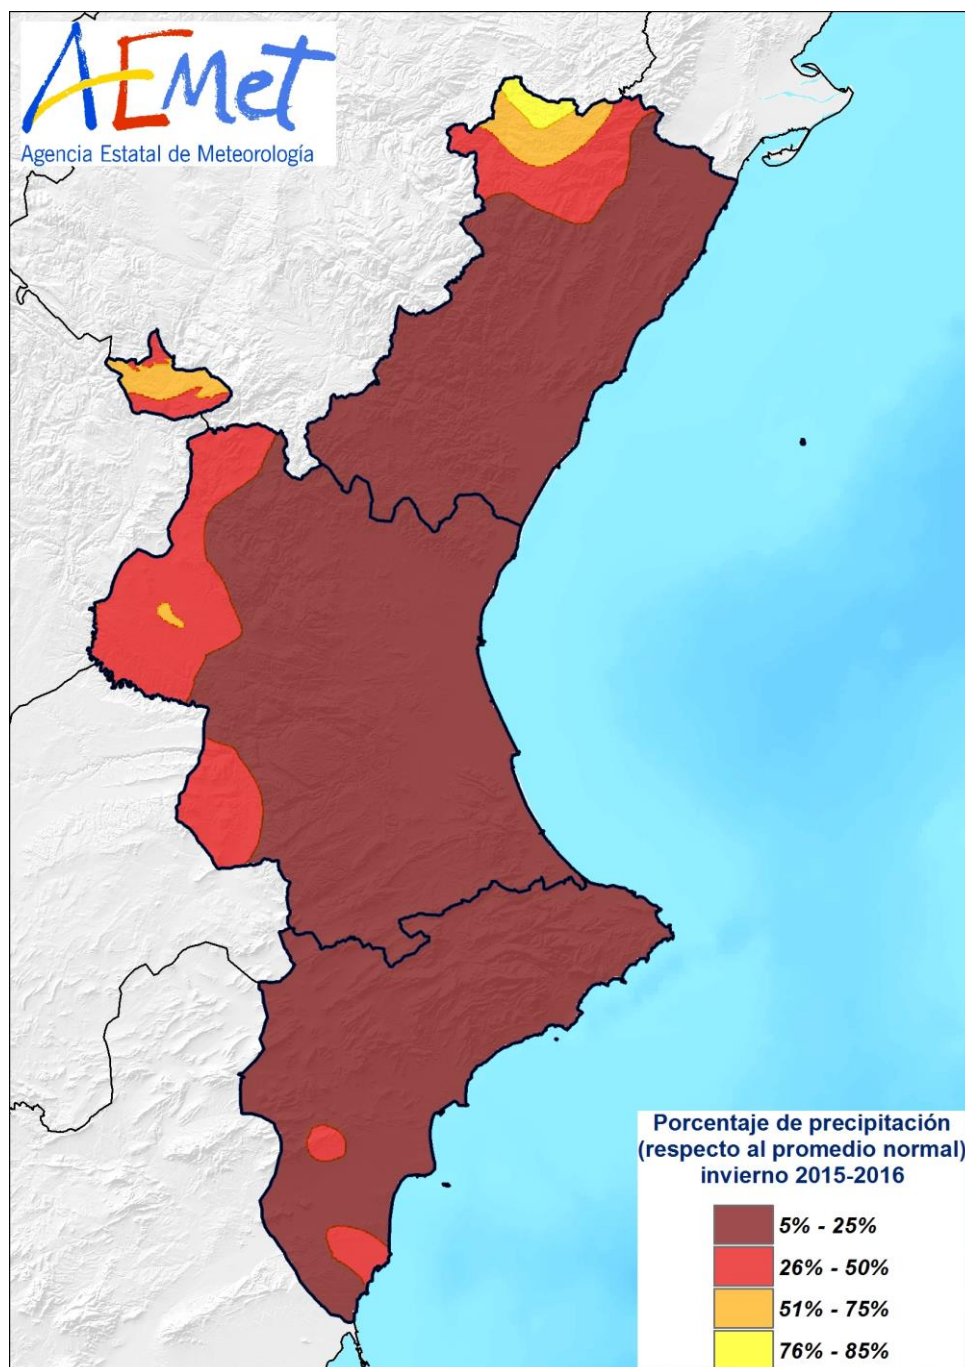 AEMet
Agencia Estatal de Meteorología
Porcentaje de precipitación
(respecto al promedio normal)
invierno 2015-2016
5% - 25%
26% - 50%
51% - 75%
76% - 85%